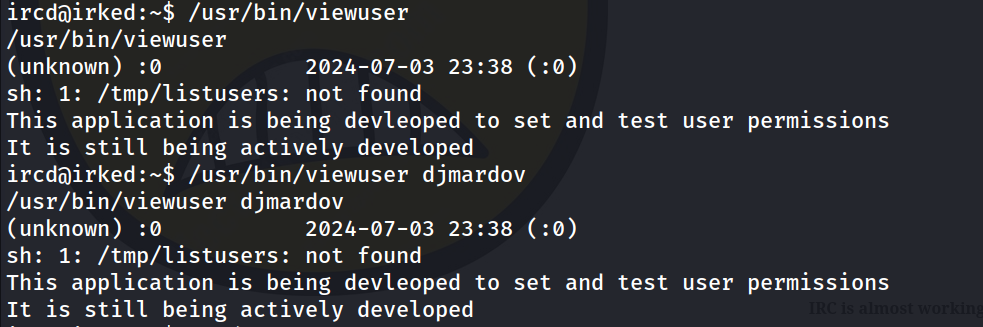 ircd@irked:~$ /usr/bin/viewuser
/usr/bin/viewuser
(unknown) :0           2024-07-03 23:38 (:0)
sh: 1: /tmp/listusers: not found
This application is being devleoped to set and test user permissions
It is still being actively developed
ircd@irked:~$ /usr/bin/viewuser djmardov
/usr/bin/viewuser djmardov
(unknown) :0           2024-07-03 23:38 (:0)
sh: 1: /tmp/listusers: not found
This application is being devleoped to set and test user permissions
It is still being actively developed
IRC is almost working